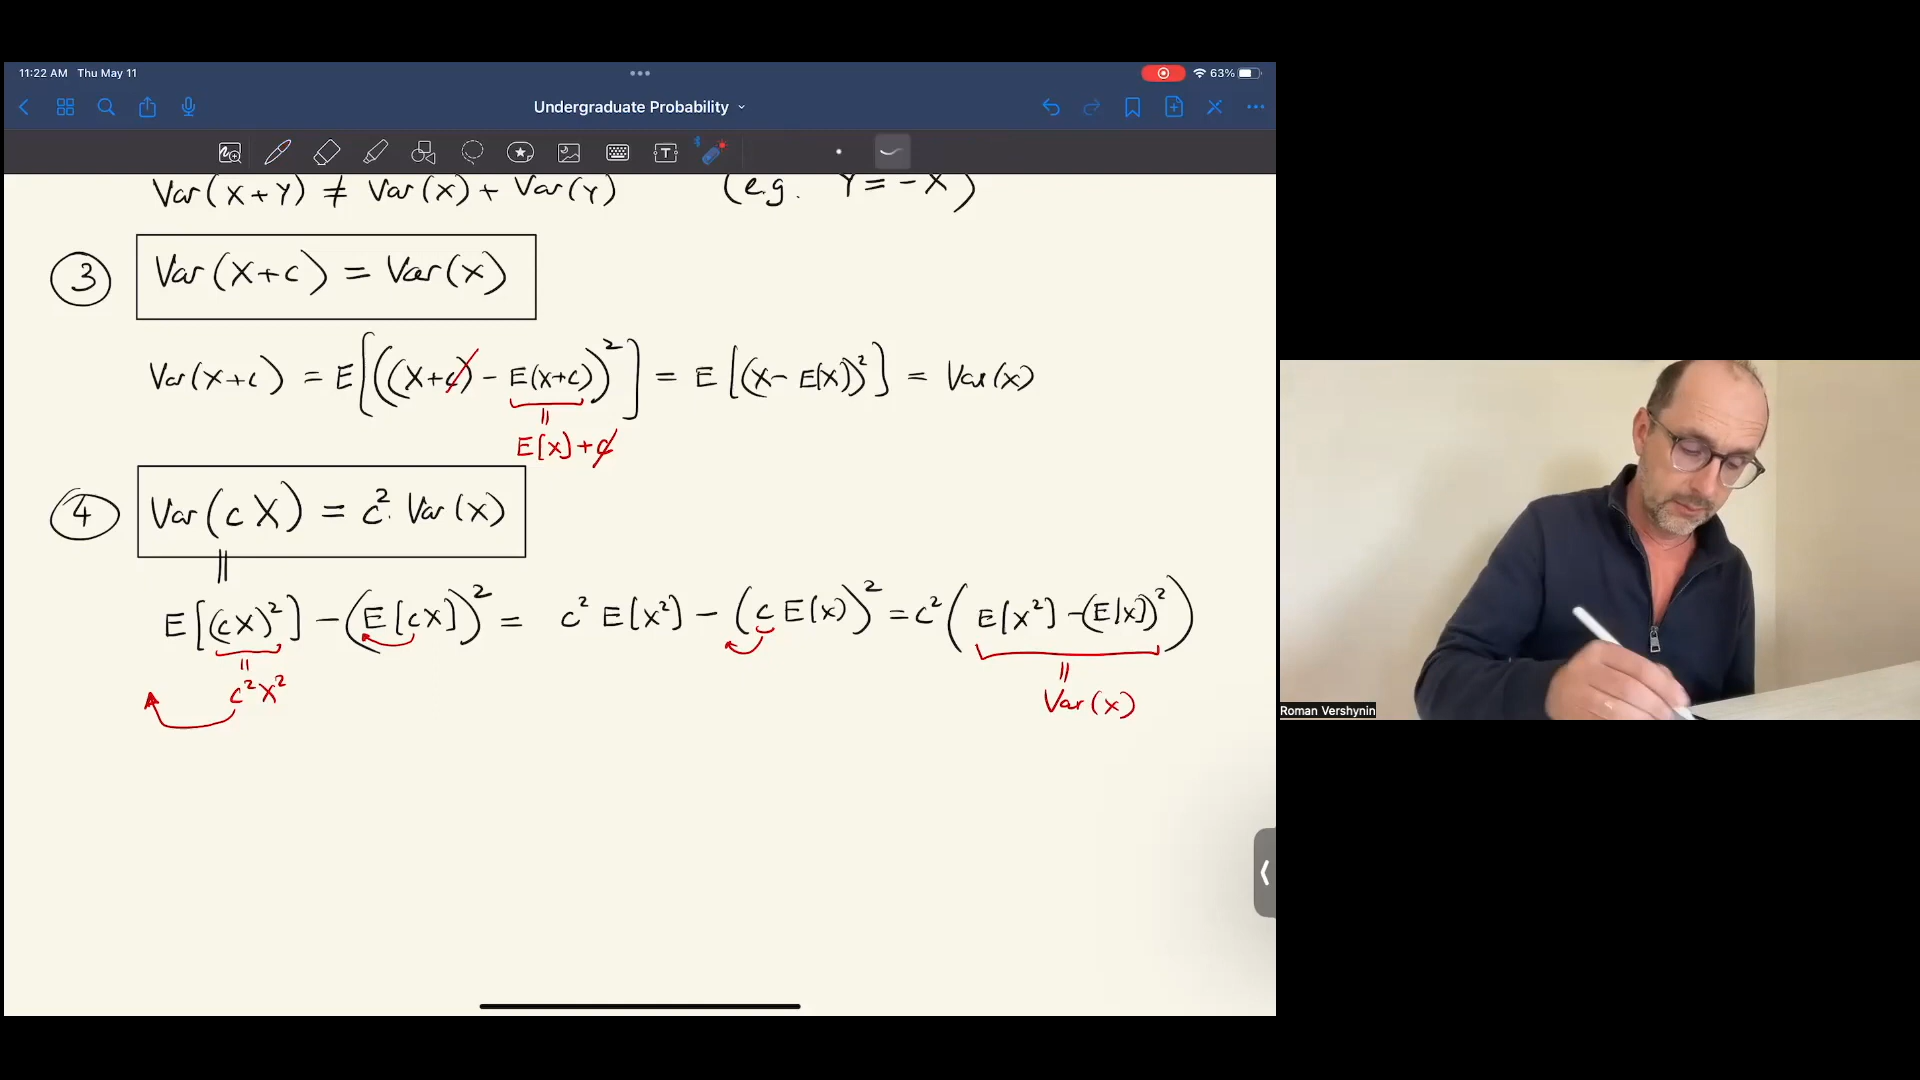 11:22 AM Thu May 11
63%
Undergraduate Probability
Var(X+Y) ≠ Var(X) + Var(Y) (e.g. Y = -X)
3 Var(X+c) = Var(X)
Var(X+c) = E[((X+c) - E(X+c))²] = E[(X - E[X])²] = Var(X)
||
E[X]+c
4 Var(cX) = c². Var(X)
||
E[(cX)²] - (E[cX])² = c² E[X²] - (c E[X])² = c²(E[X²] - (E[X])²)
|| ||
c²X² Var(X)
Roman Vershynin